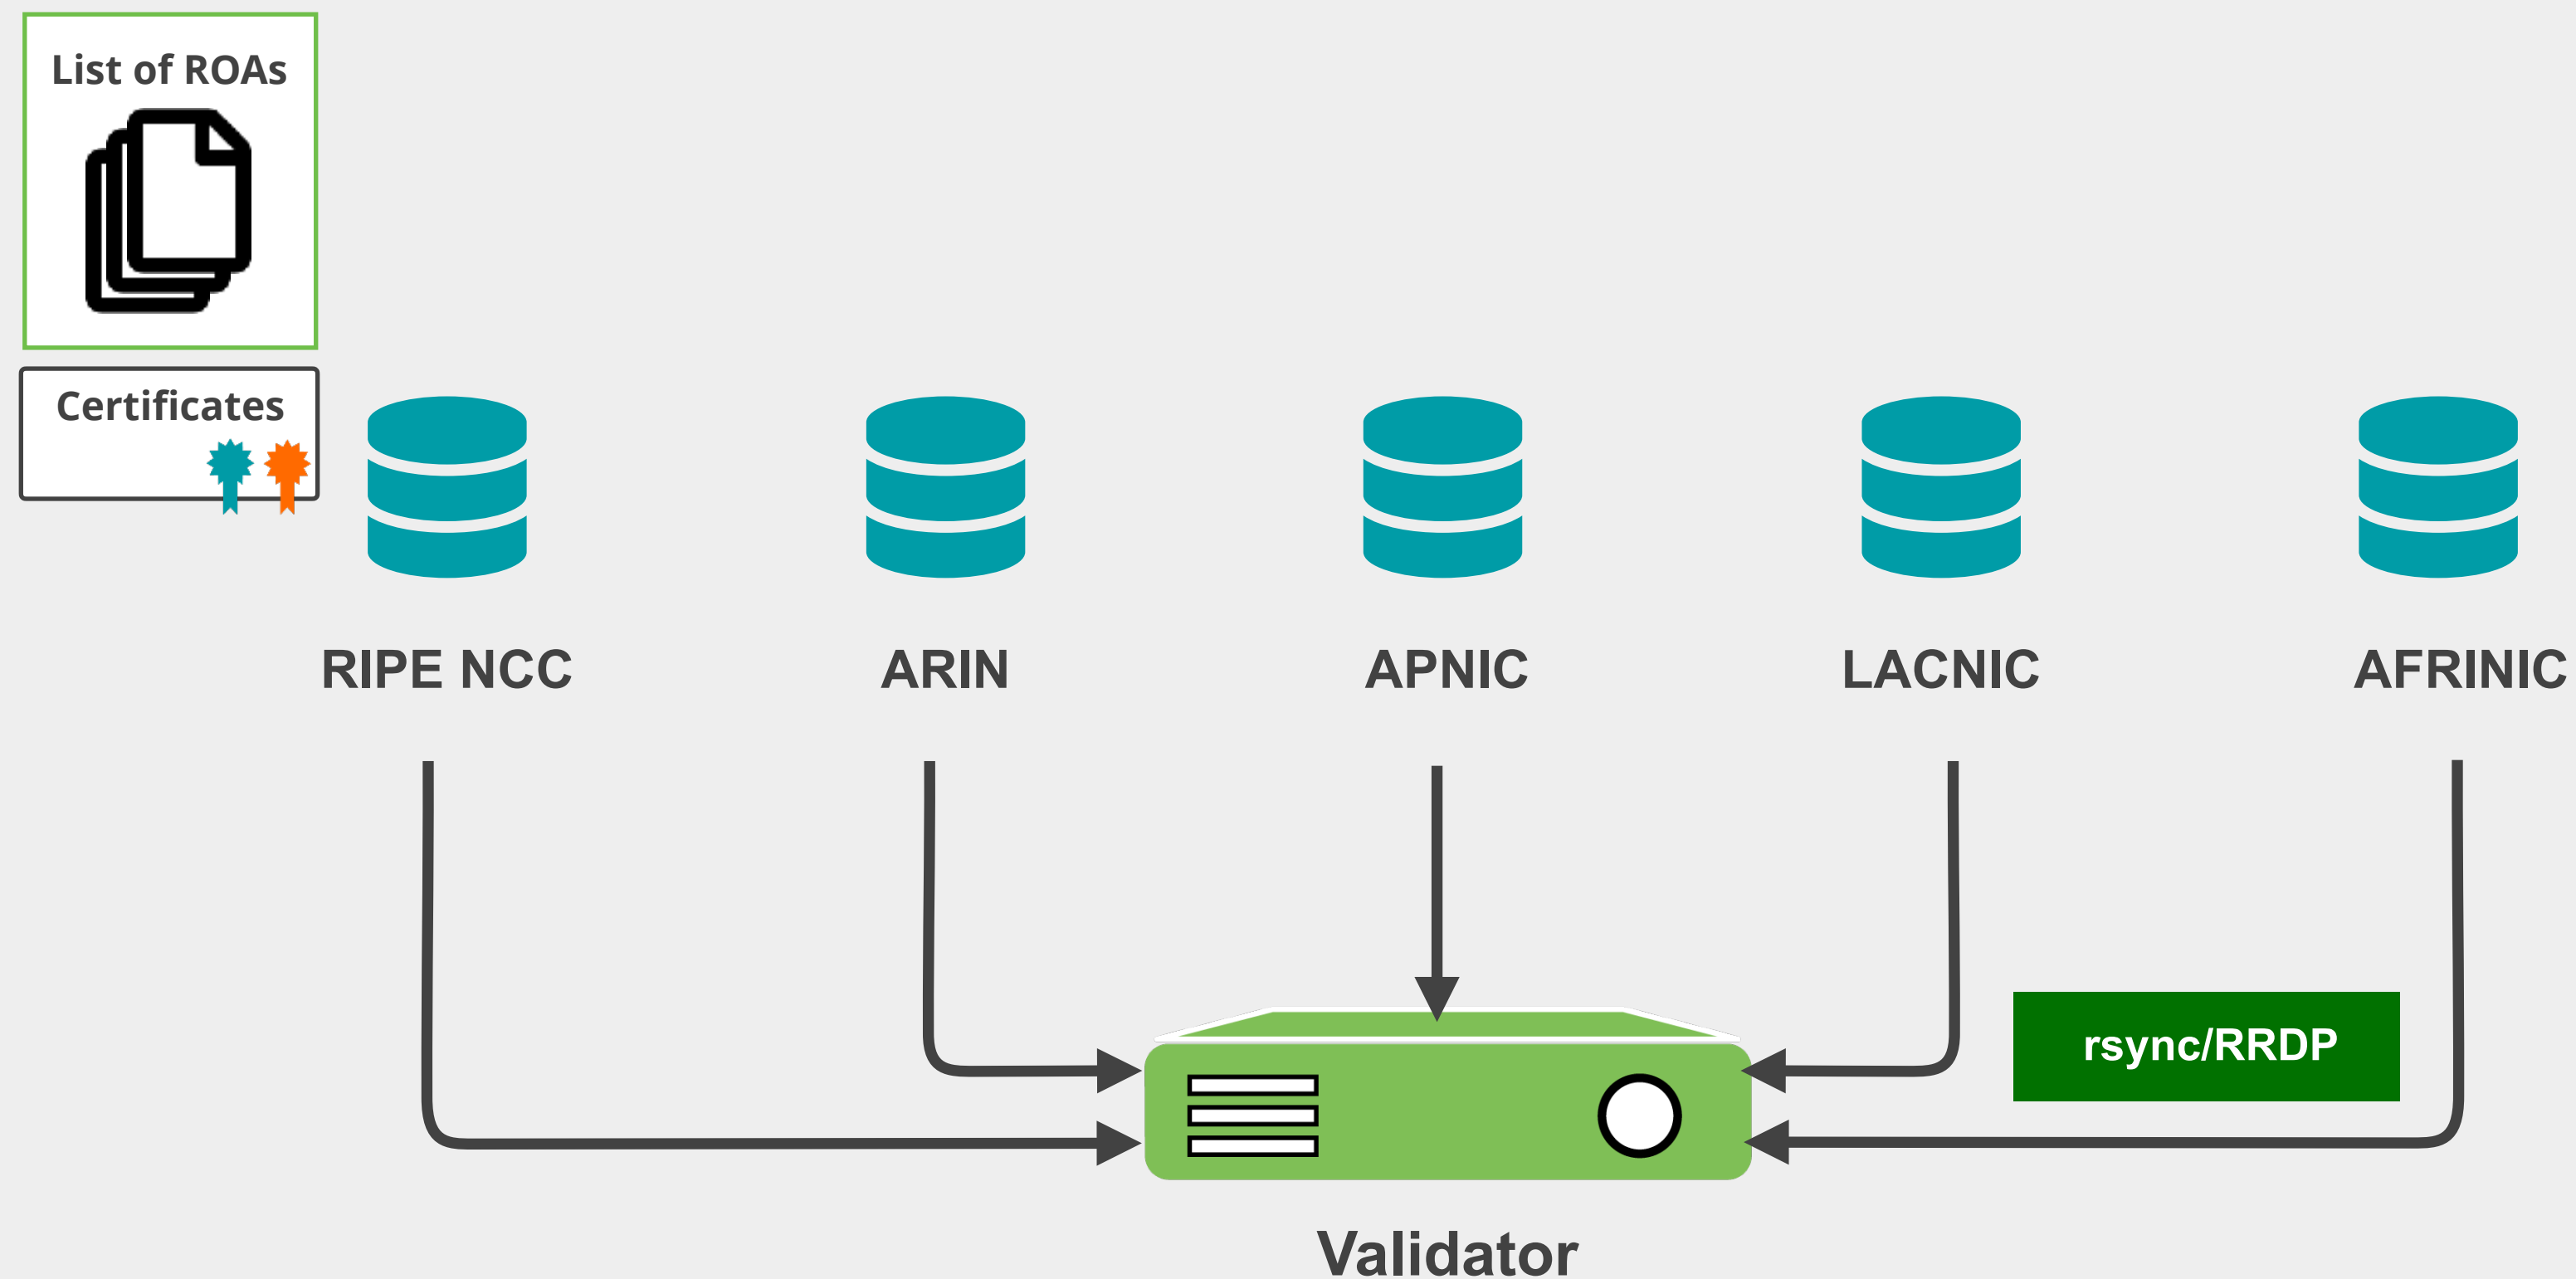 List of ROAs
Certificates
RIPE NCC
ARIN
APNIC
LACNIC
AFRINIC
rsync/RRDP
Validator